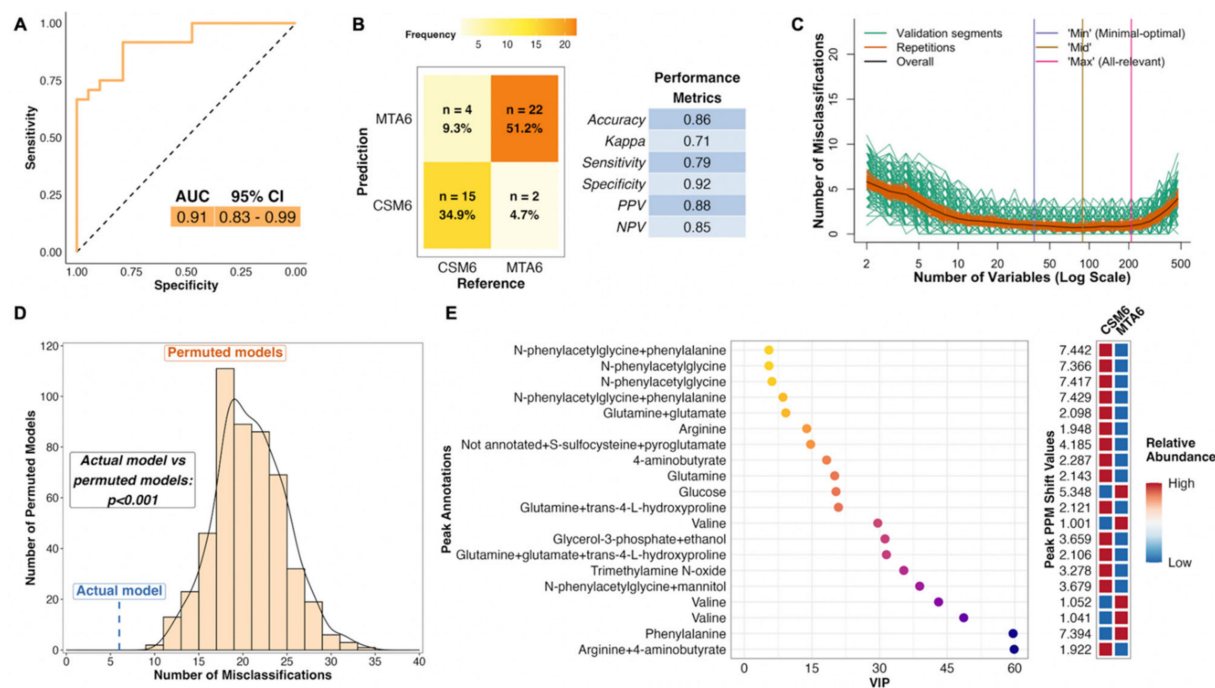 A
1.00
0.75
0.50
0.25
0.00
Sensitivity
AUC 95% CI
0.91 0.83 - 0.99
1.00 0.75 0.50 0.25 0.00
Specificity
B
Frequency
5 10 15 20
Prediction
MTA6
CSM6
n = 4
9.3%
n = 22
51.2%
n = 15
34.9%
n = 2
4.7%
CSM6 MTA6
Reference
Performance
Metrics
Accuracy 0.86
Kappa 0.71
Sensitivity 0.79
Specificity 0.92
PPV 0.88
NPV 0.85
C
Validation segments
Repetitions
Overall
'Min' (Minimal-optimal)
'Mid'
'Max' (All-relevant)
Number of Misclassifications
20
15
10
5
0
2 5 10 20 50 100 200 500
Number of Variables (Log Scale)
D
Permuted models
Actual model vs
permuted models:
p<0.001
Actual model
Number of Permuted Models
120
100
80
60
40
20
0
0 5 10 15 20 25 30 35 40
Number of Misclassifications
E
Peak Annotations
CSM6
MTA6
N-phenylacetylglycine+phenylalanine 7.442
N-phenylacetylglycine 7.366
N-phenylacetylglycine 7.417
N-phenylacetylglycine+phenylalanine 7.429
Glutamine+glutamate 2.098
Arginine 1.948
Not annotated+S-sulfocysteine+pyroglutamate 4.185
4-aminobutyrate 2.287
Glutamine 2.143
Glucose 5.348
Glutamine+trans-4-L-hydroxyproline 2.121
Valine 1.001
Glycerol-3-phosphate+ethanol 3.659
Glutamine+glutamate+trans-4-L-hydroxyproline 2.106
Trimethylamine N-oxide 3.278
N-phenylacetylglycine+mannitol 3.679
Valine 1.052
Valine 1.041
Phenylalanine 7.394
Arginine+4-aminobutyrate 1.922
0 15 30 45 60
VIP
Peak PPM Shift Values
Relative
Abundance
High
Low